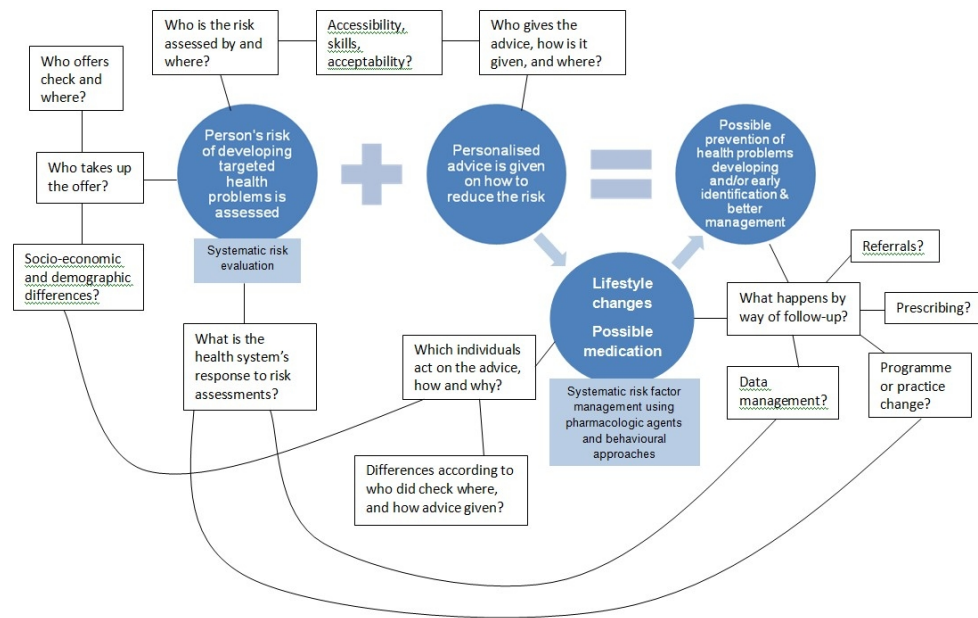 Who is the risk
assessed by and
where?
Accessibility,
skills,
acceptability?
Who gives the
advice, how is it
given, and where?
Who offers
check and
where?
Who takes up
the offer?
Socio-economic
and demographic
differences?
Person's risk
of developing
targeted
health
problems is
assessed
Systematic risk
evaluation
Personalised
advice is given
on how to
reduce the risk
Possible
prevention of
health problems
developing
and/or early
identification &
better
management
Lifestyle
changes
Possible
medication
Systematic risk factor
management using
pharmacologic agents
and behavioural
approaches
What is the
health system's
response to risk
assessments?
Which individuals
act on the advice,
how and why?
Differences according to
who did check where,
and how advice given?
What happens by
way of follow-up?
Referrals?
Prescribing?
Programme
or practice
change?
Data
management?